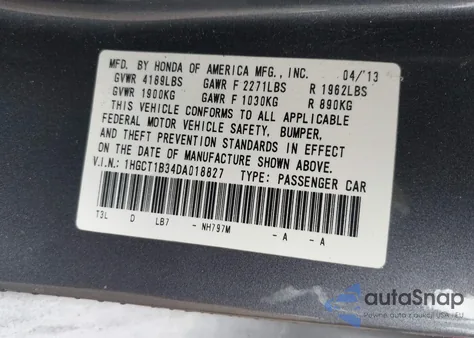 MFD. BY HONDA OF AMERICA MFG., INC. 04/'13
GVWR 4189LBS GAWR F 2271LBS R 1962LBS
GVWR 1900KG GAWR F 1030KG R 890KG
THIS VEHICLE CONFORMS TO ALL APPLICABLE
FEDERAL MOTOR VEHICLE SAFETY, BUMPER,
AND THEFT PREVENTION STANDARDS IN EFFECT
ON THE DATE OF MANUFACTURE SHOWN ABOVE.
V.I.N.: 1HGCT1B34DA018827 TYPE: PASSENGER CAR
T3L D LB7 - NH797M - A - A
autoSnap